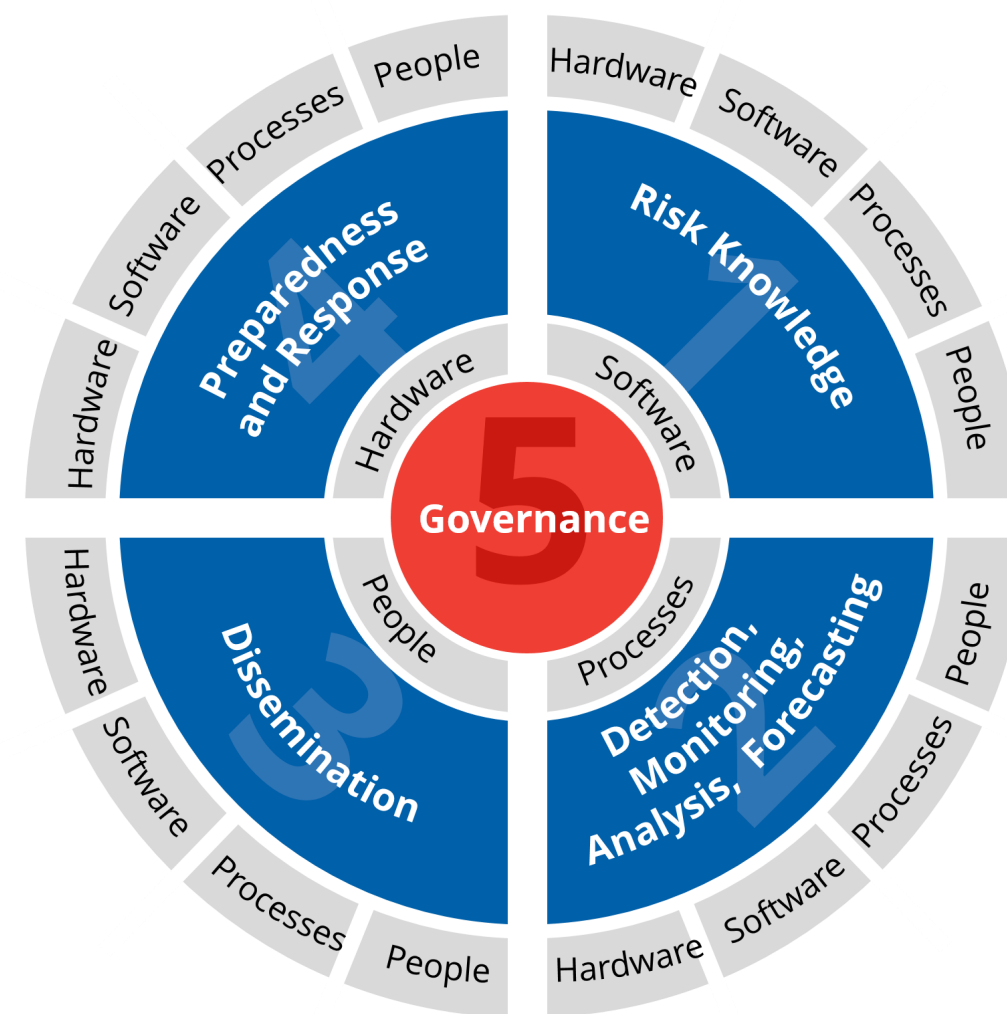 Hardware
Software
Processes
People
1
Risk Knowledge
People
Processes
Software
Hardware
2
Detection,
Monitoring,
Analysis, Forecasting
Hardware
Software
Processes
People
3
Dissemination
Hardware
Software
Processes
People
4
Preparedness
and Response
Hardware
Software
Processes
People
5
Governance